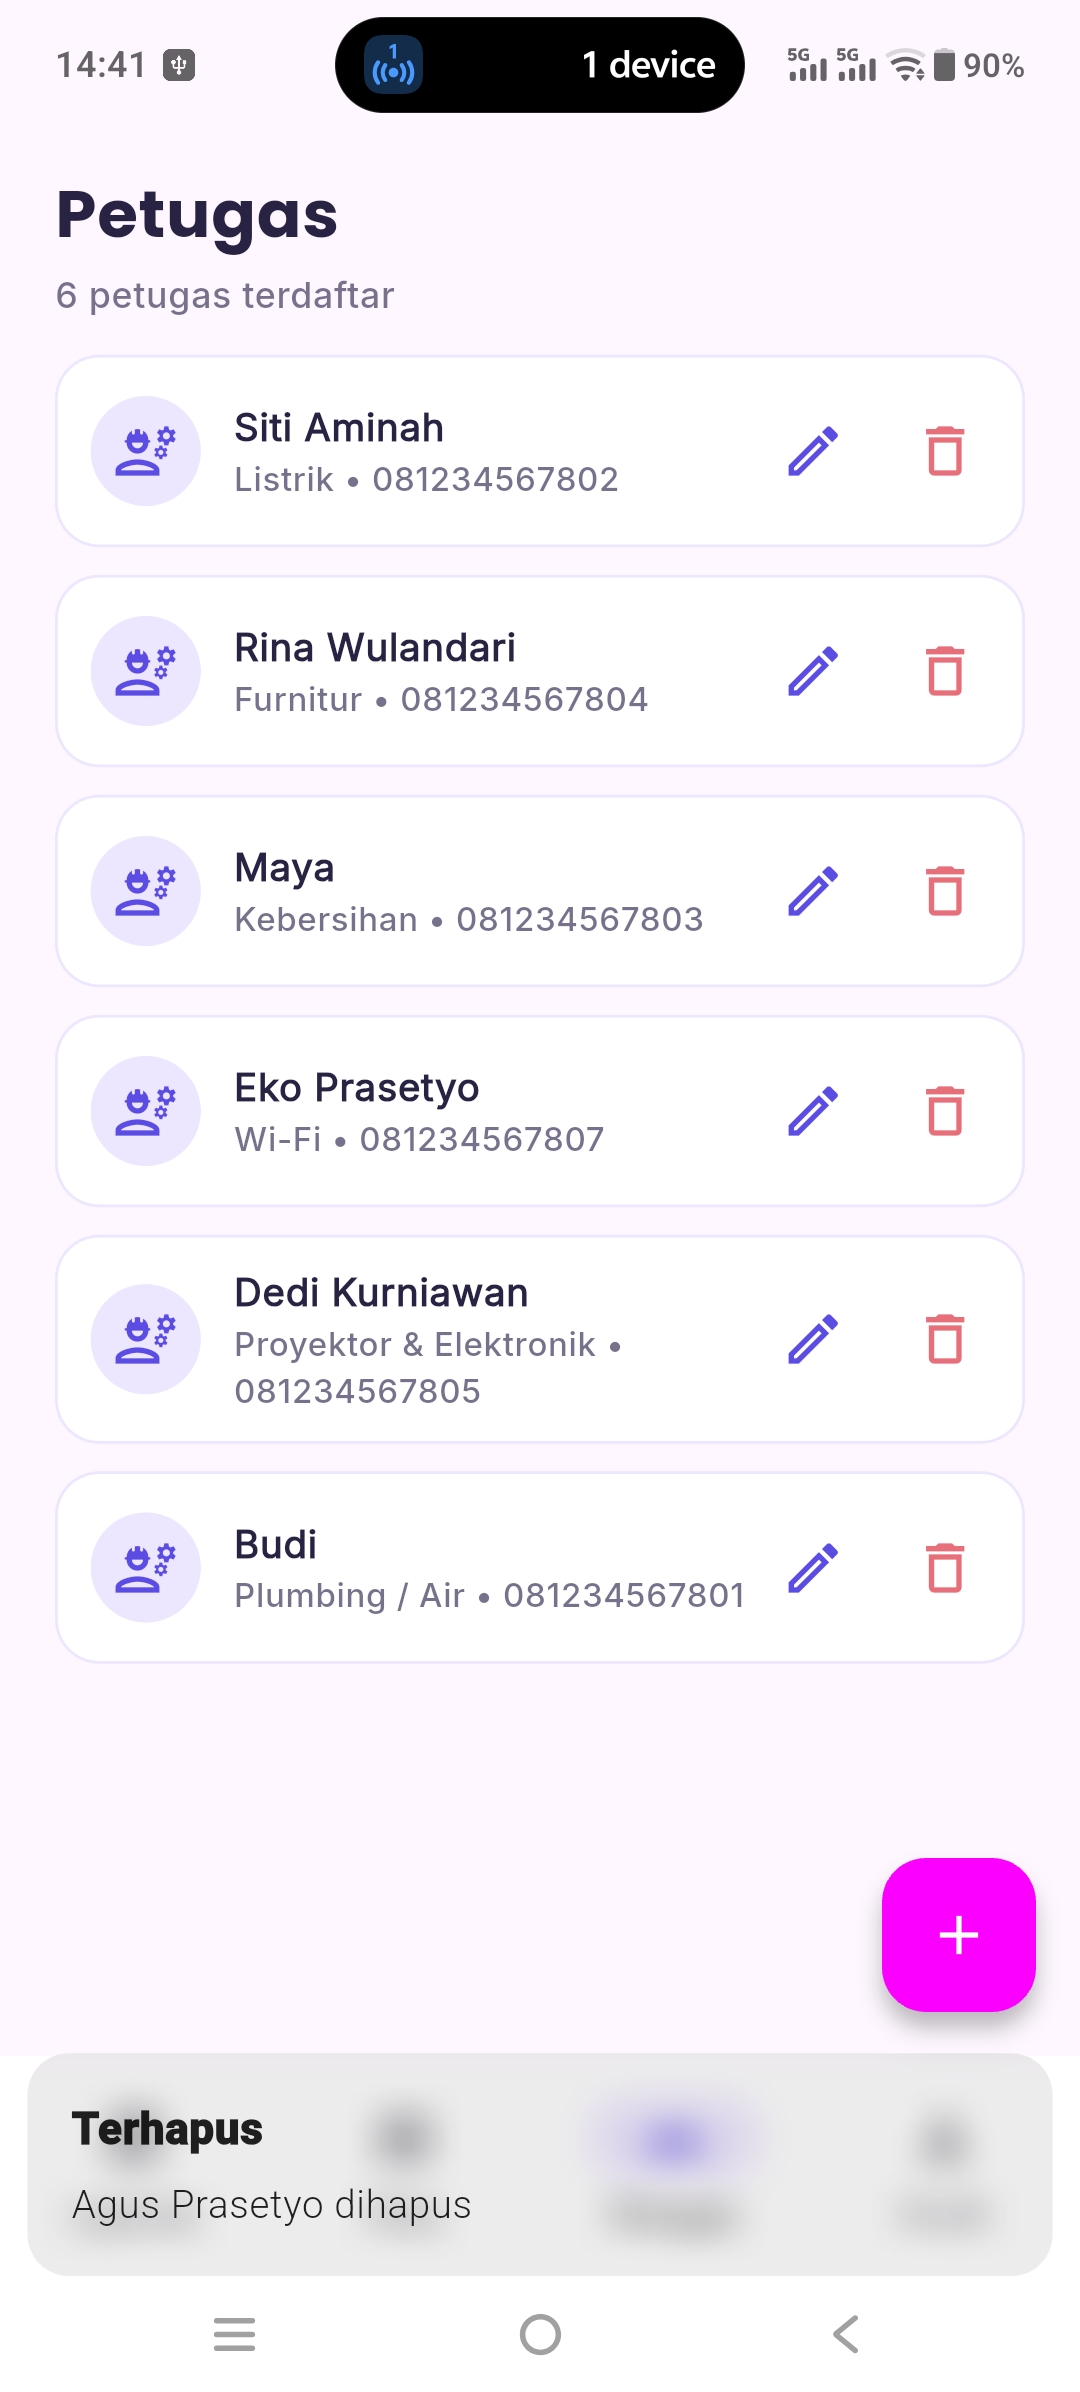 14:41
1
1 device
5G 5G 90%
Petugas
6 petugas terdaftar
Siti Aminah
Listrik • 081234567802
Rina Wulandari
Furnitur • 081234567804
Maya
Kebersihan • 081234567803
Eko Prasetyo
Wi-Fi • 081234567807
Dedi Kurniawan
Proyektor & Elektronik •
081234567805
Budi
Plumbing / Air • 081234567801
Terhapus
Agus Prasetyo dihapus